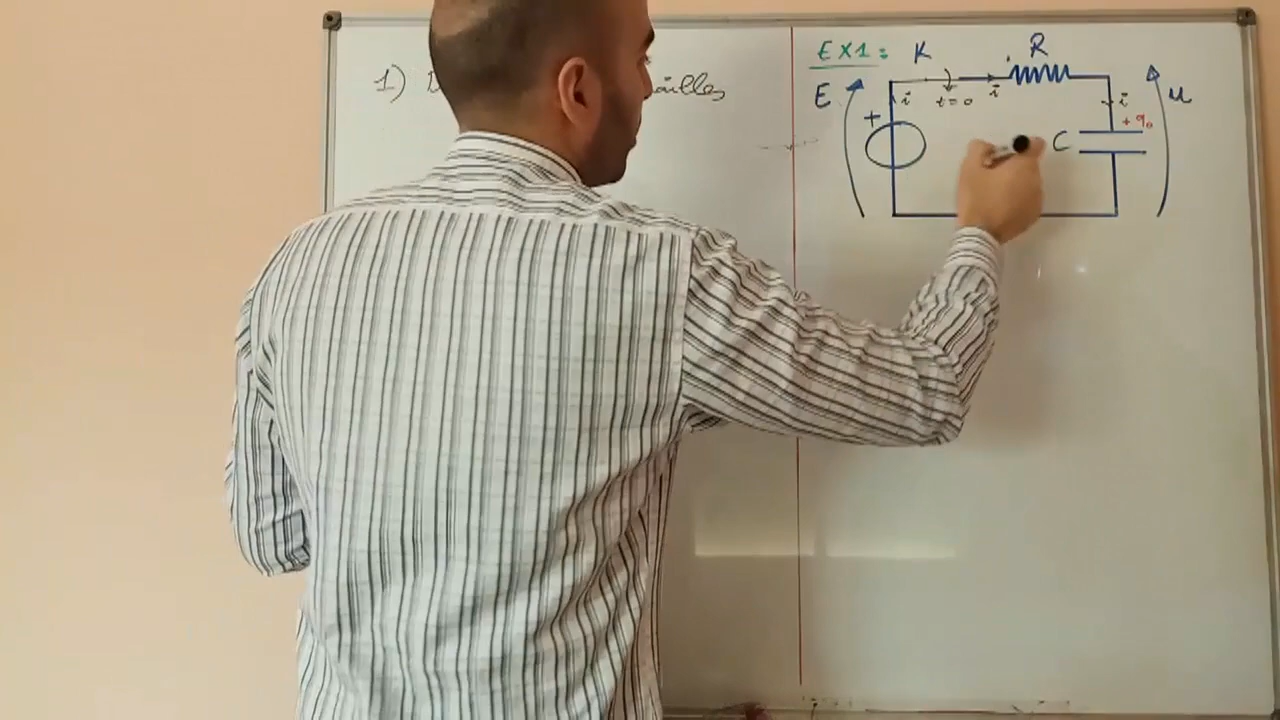 1)
EX1:
K
R
E
i
t=0
i
i
u
+
+ q₀
C